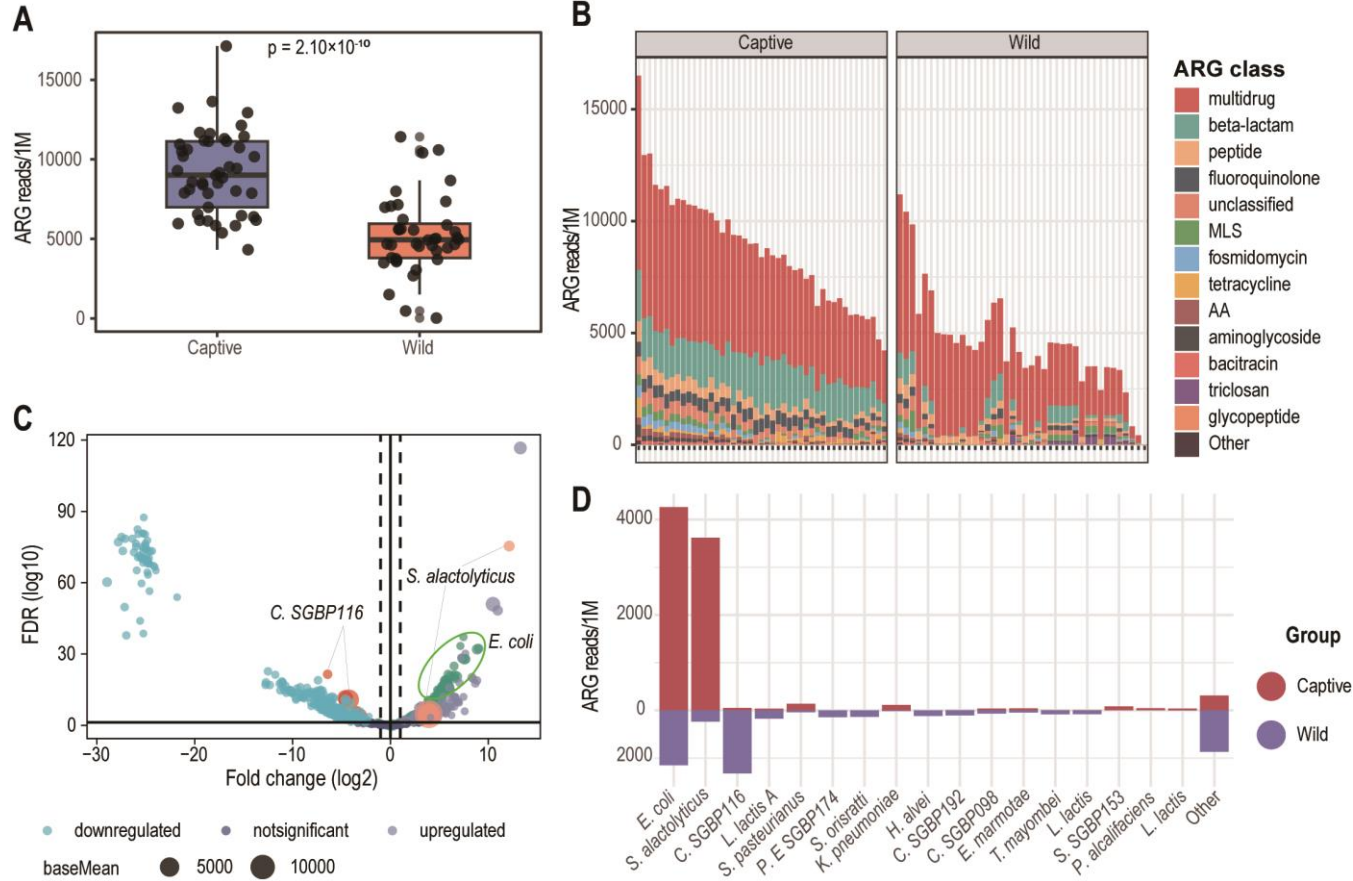 A
p = 2.10×10⁻¹⁰
ARG reads/1M
15000
10000
5000
0
Captive
Wild
B
Captive
Wild
ARG reads/1M
15000
10000
5000
0
ARG class
multidrug
beta-lactam
peptide
fluoroquinolone
unclassified
MLS
fosmidomycin
tetracycline
AA
aminoglycoside
bacitracin
triclosan
glycopeptide
Other
C
FDR (log10)
120
90
60
30
0
S. alactolyticus
C. SGBP116
E. coli
−30
−20
−10
0
10
Fold change (log2)
downregulated
notsignificant
upregulated
baseMean
5000
10000
D
ARG reads/1M
4000
2000
0
2000
E. coli
S. alactolyticus
C. SGBP116
L. lactis A
S. pasteurianus
P. E SGBP174
S. orisratti
K. pneumoniae
H. alvei
C. SGBP192
C. SGBP098
E. marmotae
T. mayombei
L. lactis
S. SGBP153
P. alcalifaciens
L. lactis
Other
Group
Captive
Wild